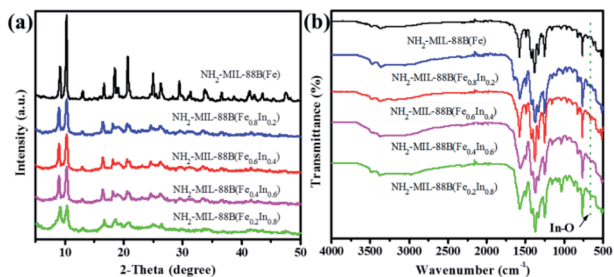 (a)
NH2-MIL-88B(Fe)
NH2-MIL-88B(Fe0.8In0.2)
NH2-MIL-88B(Fe0.6In0.4)
NH2-MIL-88B(Fe0.4In0.6)
NH2-MIL-88B(Fe0.2In0.8)
Intensity (a.u.)
10 20 30 40 50
2-Theta (degree)
(b)
NH2-MIL-88B(Fe)
NH2-MIL-88B(Fe0.8In0.2)
NH2-MIL-88B(Fe0.6In0.4)
NH2-MIL-88B(Fe0.4In0.6)
NH2-MIL-88B(Fe0.2In0.8)
In-O
Transmittance (%)
4000 3500 3000 2500 2000 1500 1000 500
Wavenumber (cm-1)